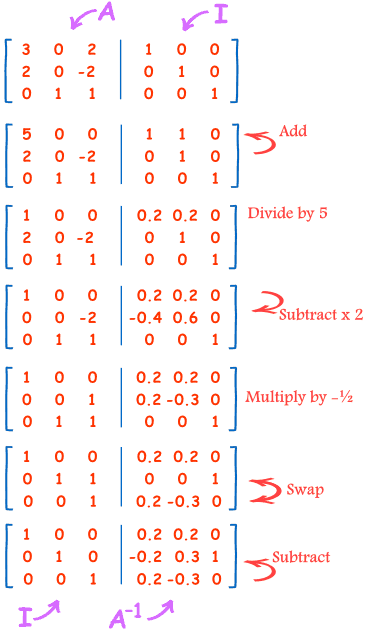 A I
3 0 2 1 0 0
2 0 -2 0 1 0
0 1 1 0 0 1
5 0 0 1 1 0 Add
2 0 -2 0 1 0
0 1 1 0 0 1
1 0 0 0.2 0.2 0 Divide by 5
2 0 -2 0 1 0
0 1 1 0 0 1
1 0 0 0.2 0.2 0
0 0 -2 -0.4 0.6 0 Subtract x 2
0 1 1 0 0 1
1 0 0 0.2 0.2 0
0 0 1 0.2 -0.3 0 Multiply by -½
0 1 1 0 0 1
1 0 0 0.2 0.2 0
0 1 1 0 0 1
0 0 1 0.2 -0.3 0 Swap
1 0 0 0.2 0.2 0
0 1 0 -0.2 0.3 1 Subtract
0 0 1 0.2 -0.3 0
I A⁻¹